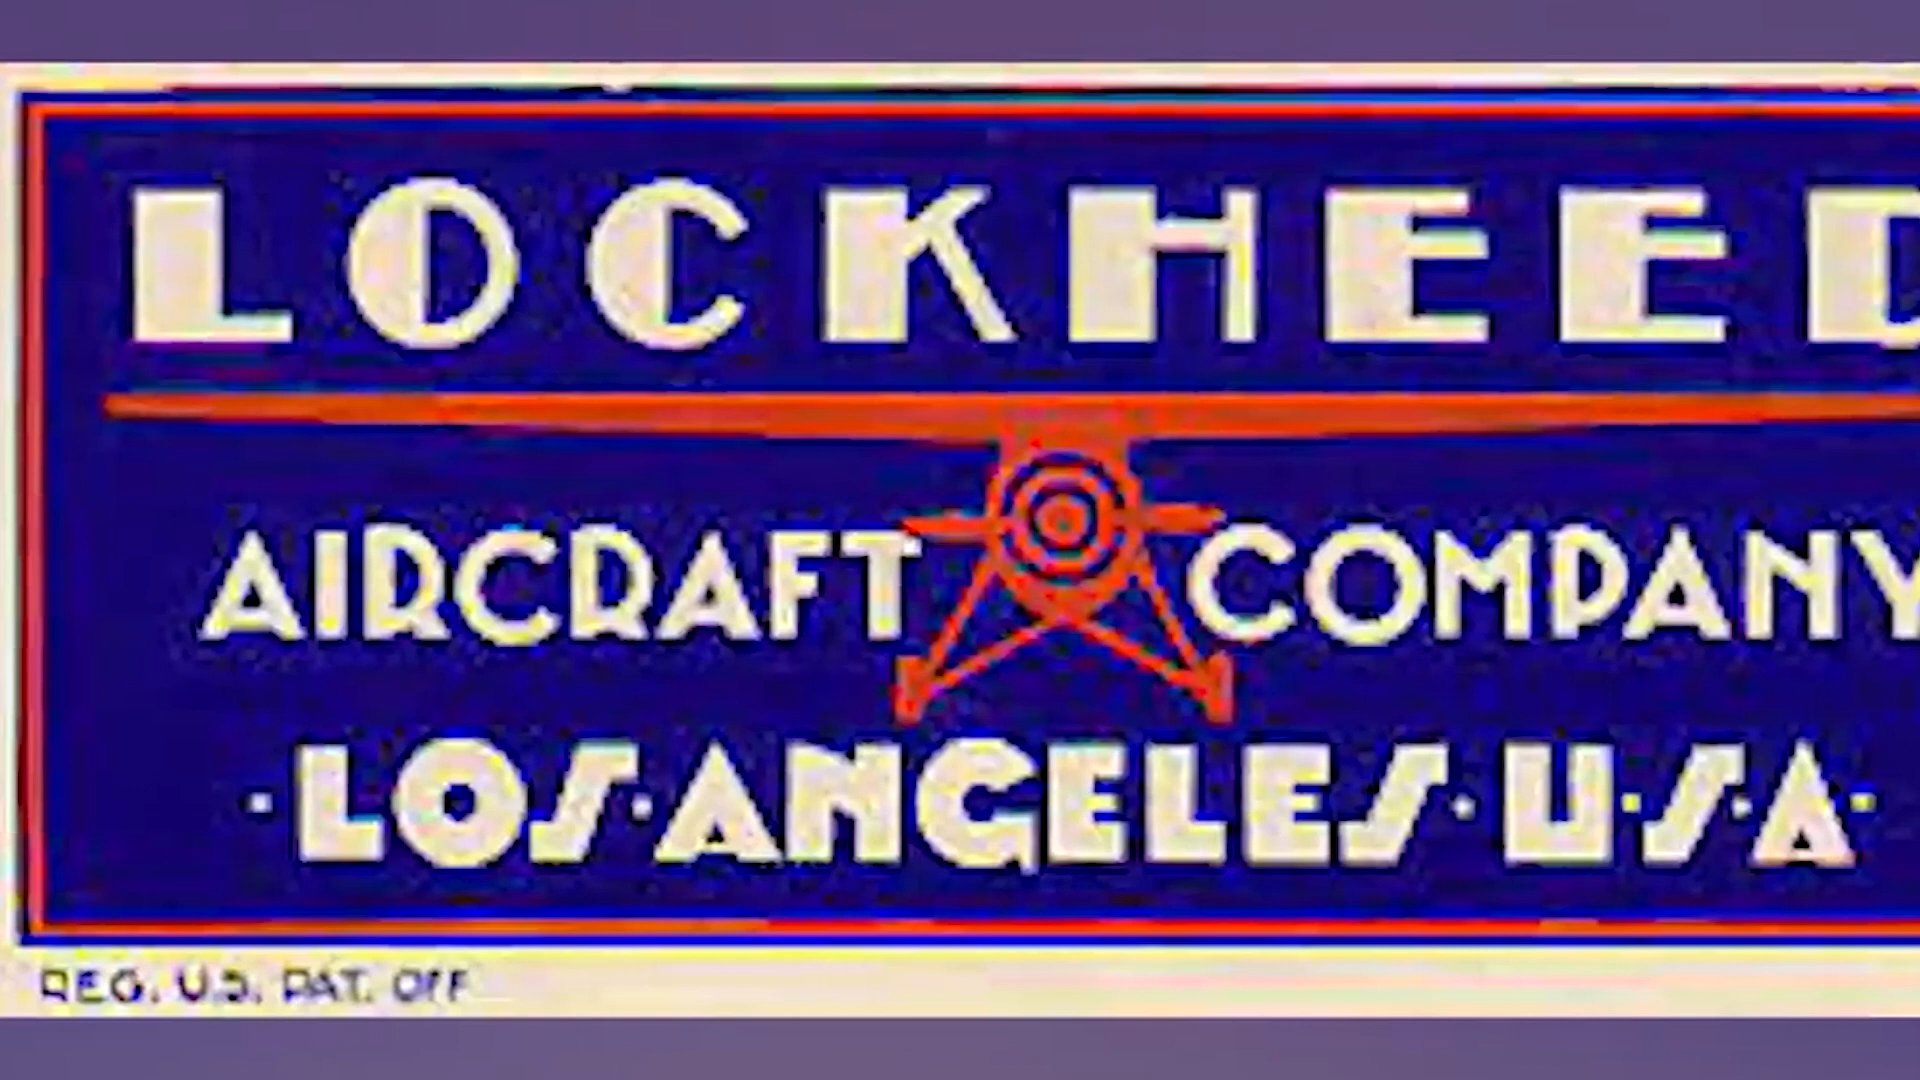 LOCKHEED
AIRCRAFT COMPANY
·LOS·ANGELES·U·S·A·
REG. U.S. PAT. OFF